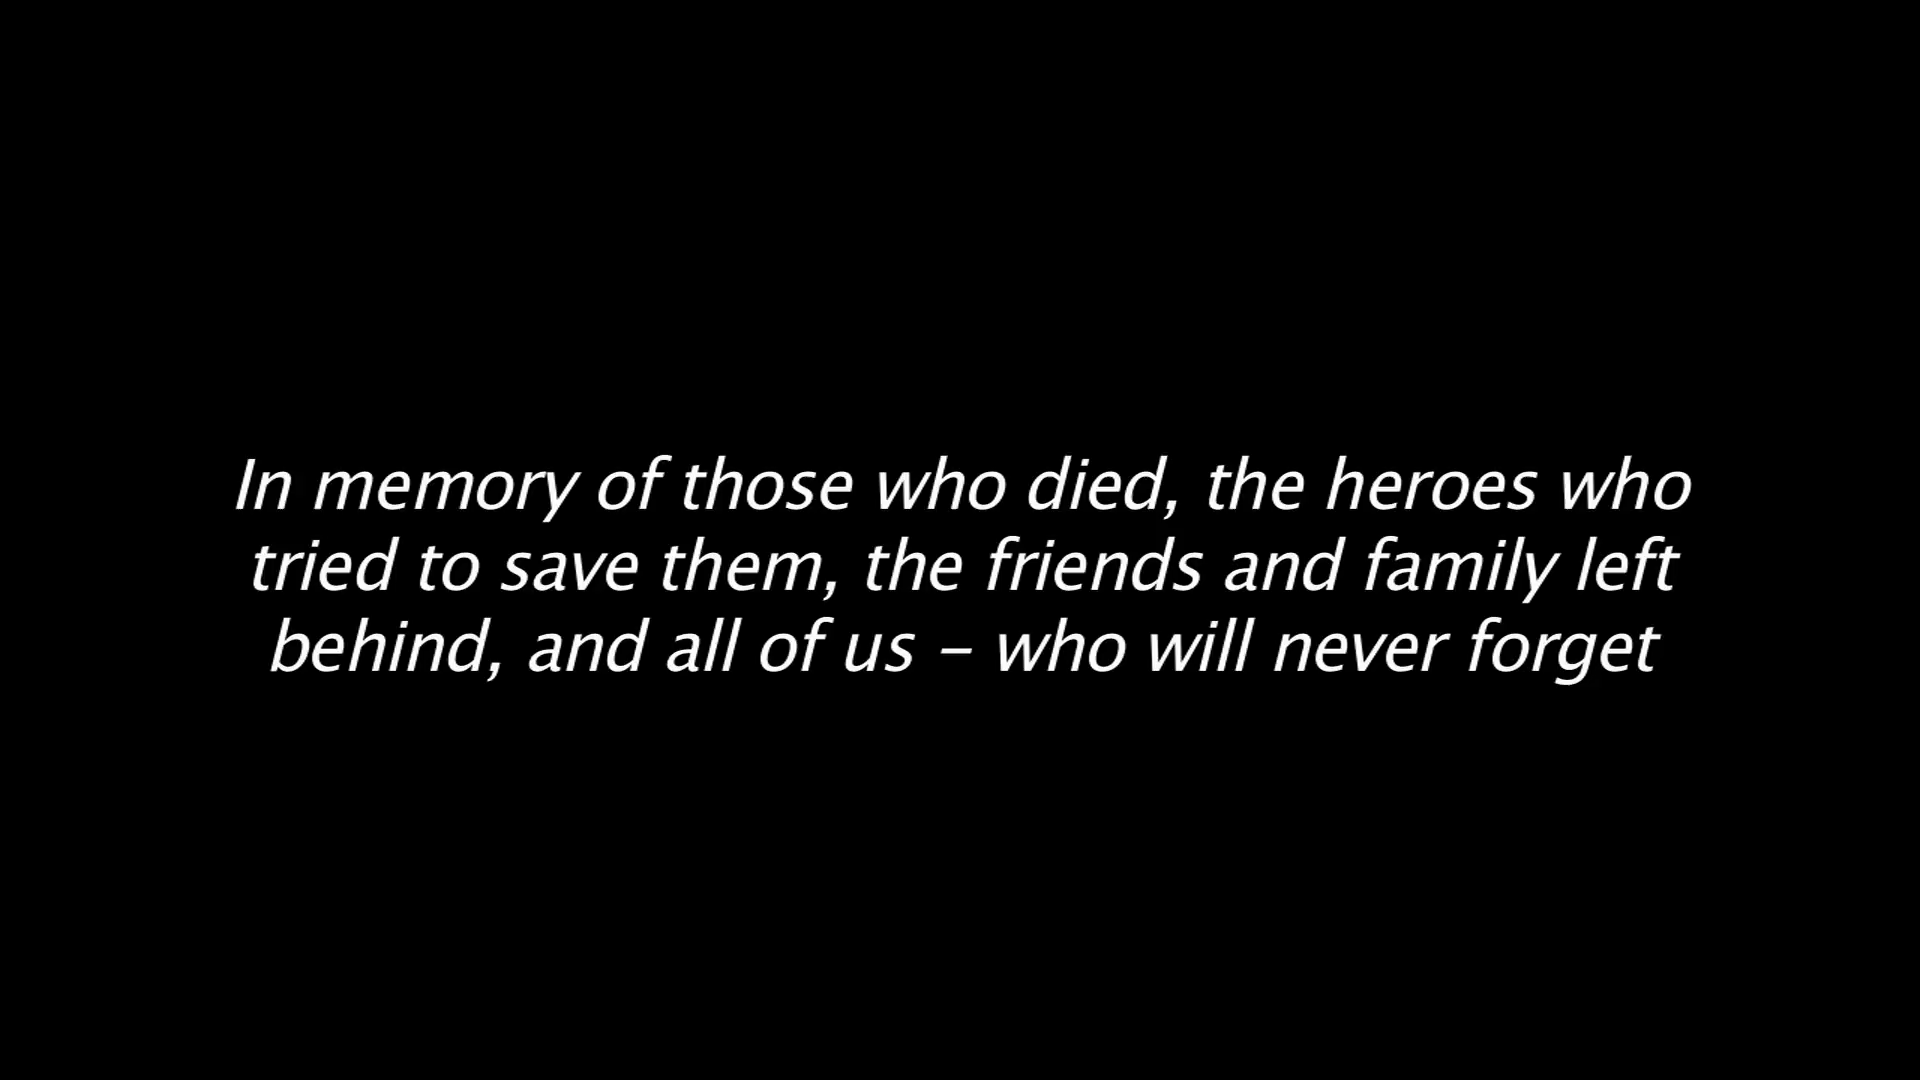 In memory of those who died, the heroes who
tried to save them, the friends and family left
behind, and all of us – who will never forget